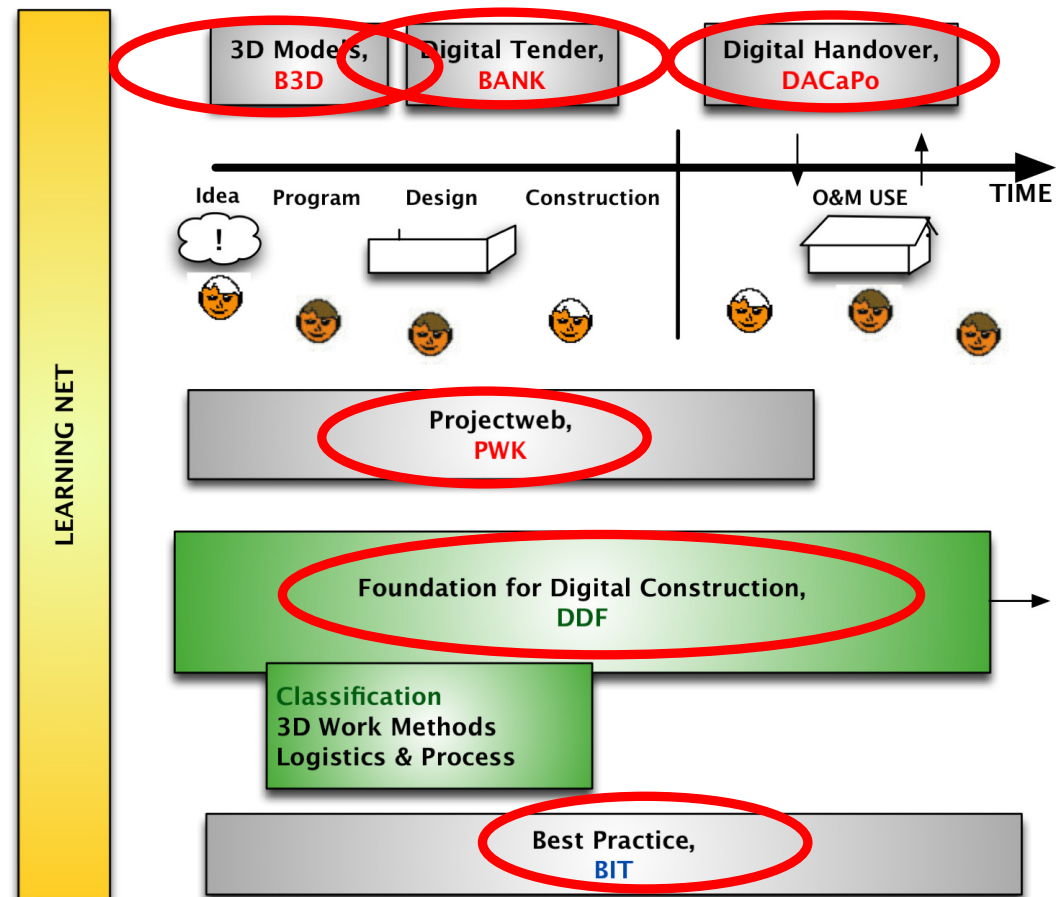 LEARNING NET
3D Models,
B3D
Digital Tender,
BANK
Digital Handover,
DACaPo
TIME
Idea
Program
Design
Construction
O&M USE
!
Projectweb,
PWK
Foundation for Digital Construction,
DDF
Classification
3D Work Methods
Logistics & Process
Best Practice,
BIT